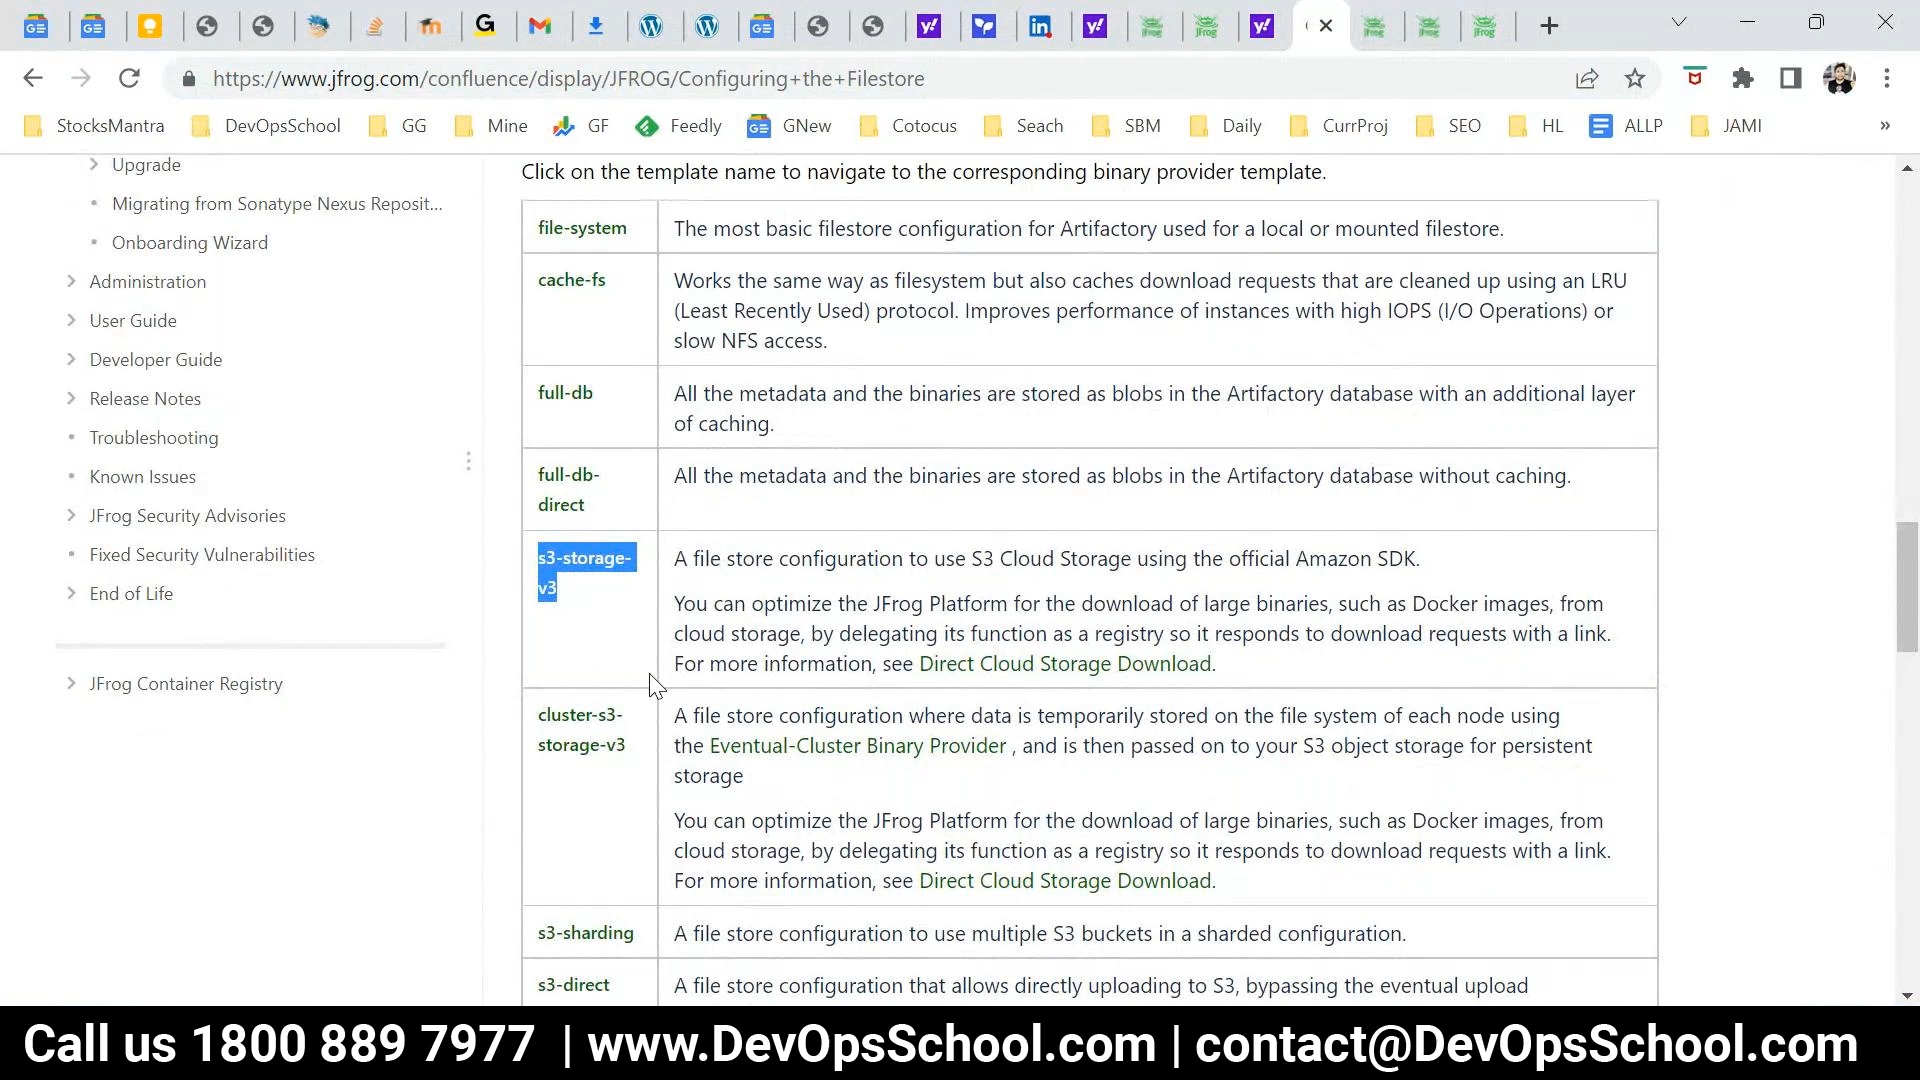 https://www.jfrog.com/confluence/display/JFROG/Configuring+the+Filestore
StocksMantra DevOpsSchool GG Mine GF Feedly GNew Cotocus Seach SBM Daily CurrProj SEO HL ALLP JAMI »
Upgrade
Migrating from Sonatype Nexus Reposit...
Onboarding Wizard
Administration
User Guide
Developer Guide
Release Notes
Troubleshooting
Known Issues
JFrog Security Advisories
Fixed Security Vulnerabilities
End of Life
JFrog Container Registry
Click on the template name to navigate to the corresponding binary provider template.
file-system
The most basic filestore configuration for Artifactory used for a local or mounted filestore.
cache-fs
Works the same way as filesystem but also caches download requests that are cleaned up using an LRU
(Least Recently Used) protocol. Improves performance of instances with high IOPS (I/O Operations) or
slow NFS access.
full-db
All the metadata and the binaries are stored as blobs in the Artifactory database with an additional layer
of caching.
full-db-
direct
All the metadata and the binaries are stored as blobs in the Artifactory database without caching.
s3-storage-
v3
A file store configuration to use S3 Cloud Storage using the official Amazon SDK.
You can optimize the JFrog Platform for the download of large binaries, such as Docker images, from
cloud storage, by delegating its function as a registry so it responds to download requests with a link.
For more information, see Direct Cloud Storage Download.
cluster-s3-
storage-v3
A file store configuration where data is temporarily stored on the file system of each node using
the Eventual-Cluster Binary Provider , and is then passed on to your S3 object storage for persistent
storage
You can optimize the JFrog Platform for the download of large binaries, such as Docker images, from
cloud storage, by delegating its function as a registry so it responds to download requests with a link.
For more information, see Direct Cloud Storage Download.
s3-sharding
A file store configuration to use multiple S3 buckets in a sharded configuration.
s3-direct
A file store configuration that allows directly uploading to S3, bypassing the eventual upload
Call us 1800 889 7977 | www.DevOpsSchool.com | contact@DevOpsSchool.com